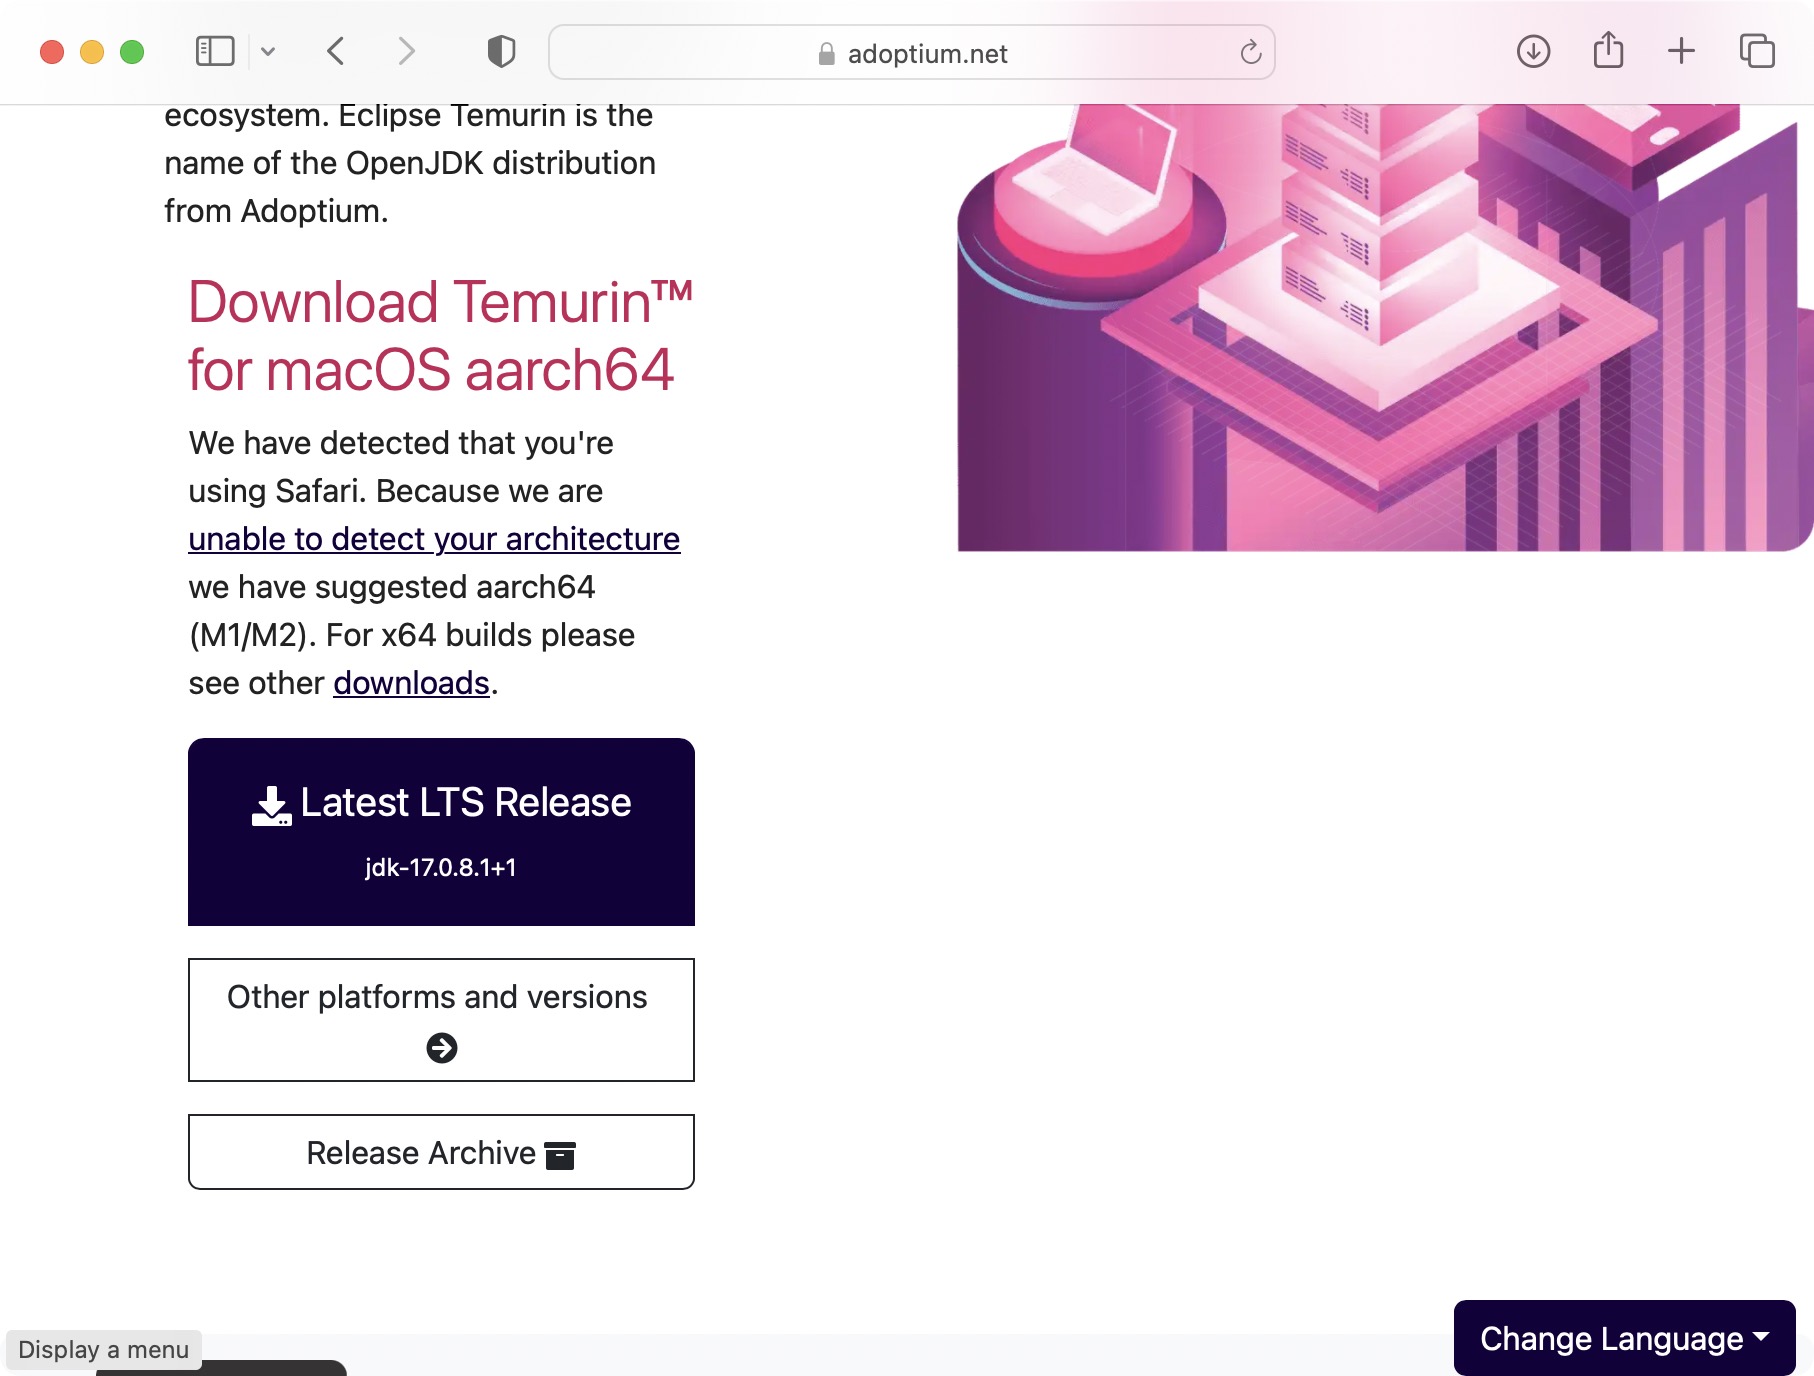 adoptium.net
ecosystem. Eclipse Temurin is the
name of the OpenJDK distribution
from Adoptium.
Download Temurin™
for macOS aarch64
We have detected that you're
using Safari. Because we are
unable to detect your architecture
we have suggested aarch64
(M1/M2). For x64 builds please
see other downloads.
Latest LTS Release
jdk-17.0.8.1+1
Other platforms and versions
Release Archive
Change Language
Display a menu